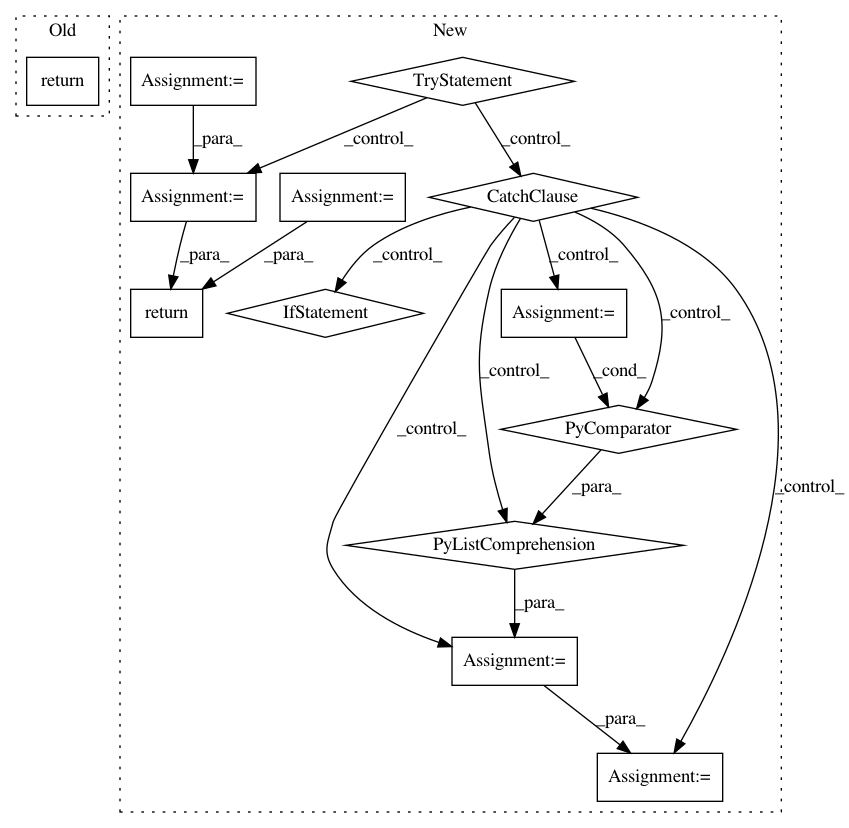 Old
New
return
Assignment:=
TryStatement
_para_
_control_
_control_
Assignment:=
Assignment:=
CatchClause
_para_
_para_
_control_
_control_
return
IfStatement
Assignment:=
_control_
_control_
_cond_
_control_
PyComparator
_control_
_para_
PyListComprehension
_para_
Assignment:=
_para_
Assignment:=